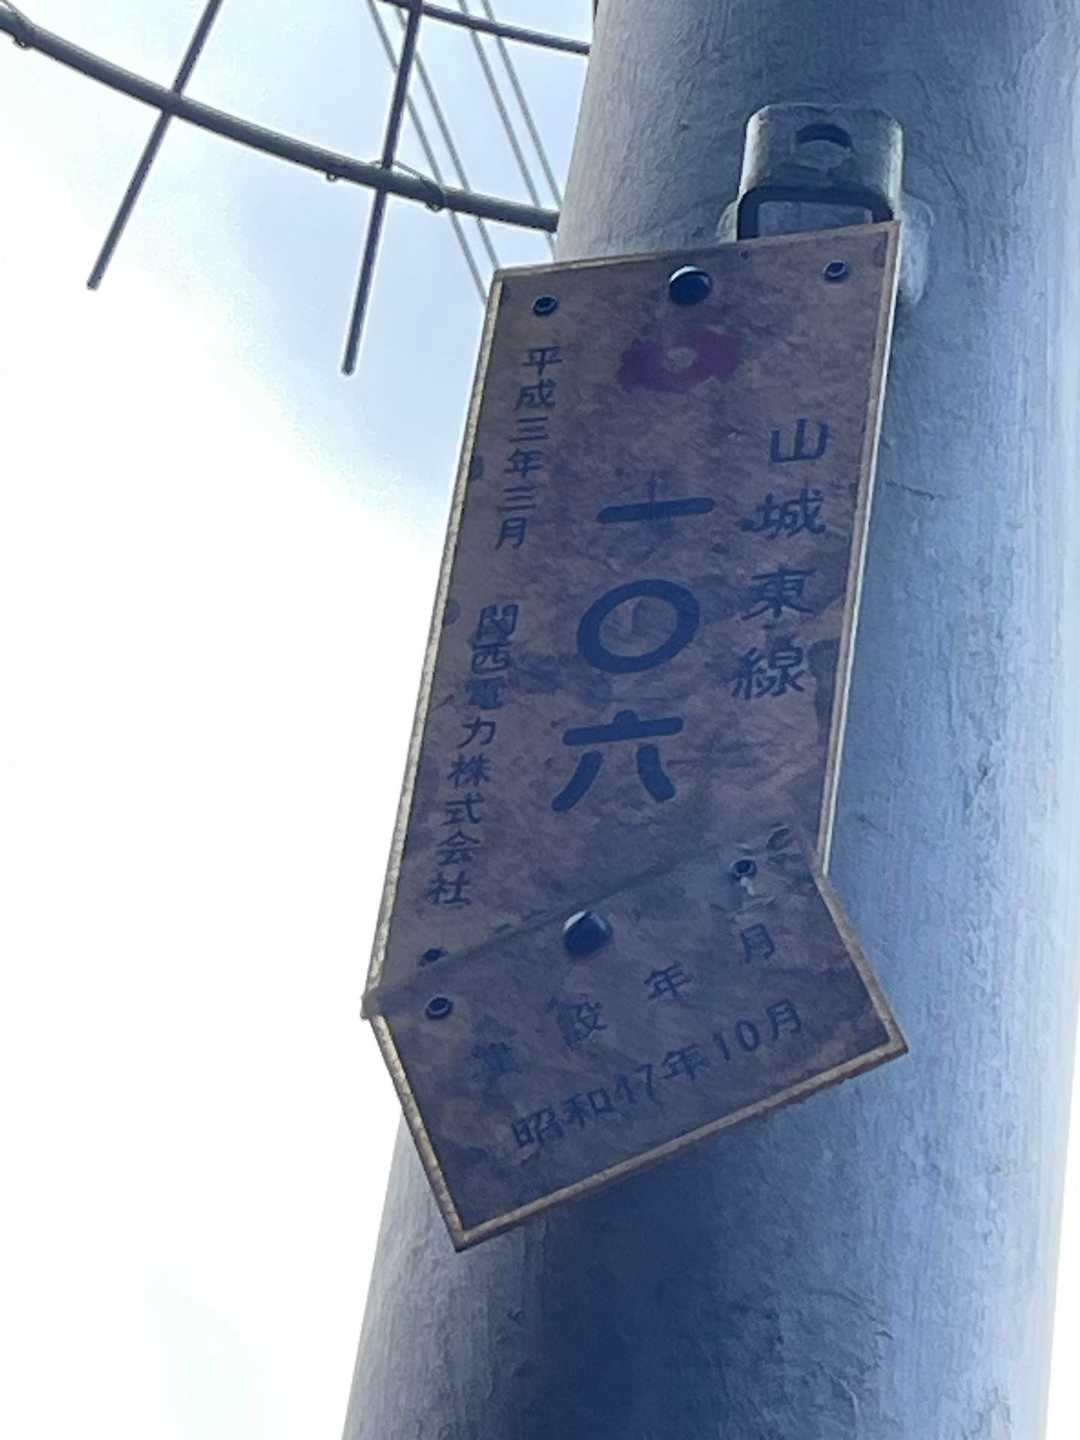 山城東線
一〇六
平成三年三月 関西電力株式会社
建設年月
昭和47年10月